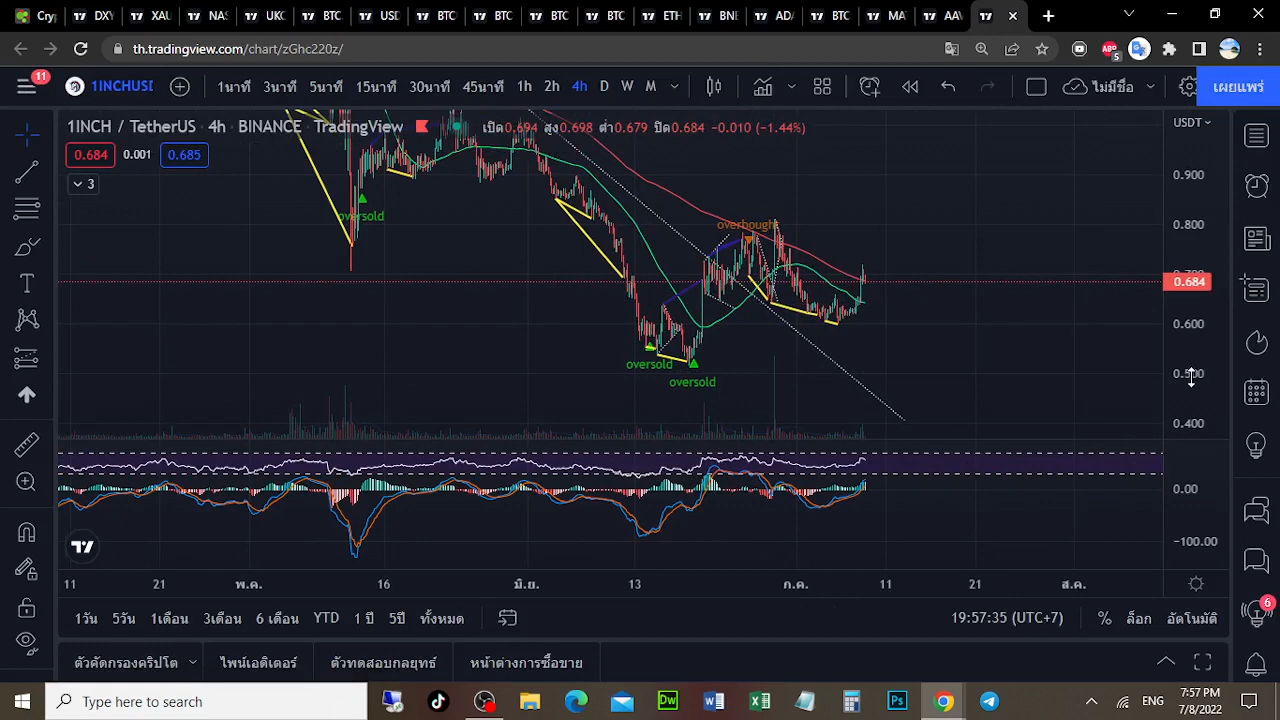 Cry
DX
XAU
NAS
UKC
BTC
USD
BTC
BTC
BTC
BTC
ETH
BNE
ADA
BTC
MA
AAV
th.tradingview.com/chart/zGhc220z/
5
11
1INCHUSI
1นาที
3นาที
5นาที
15นาที
30นาที
45นาที
1h
2h
4h
D
W
M
ไม่มีชื่อ
เผยแพร่
1INCH / TetherUS · 4h · BINANCE · TradingView
เปิด0.694 สูง0.698 ต่ำ0.679 ปิด0.684 -0.010 (-1.44%)
USDT
0.684
0.001
0.685
3
0.900
0.800
0.684
0.600
0.500
0.400
0.00
-100.00
oversold
overbought
oversold
oversold
11
21
พ.ค.
16
มิ.ย.
13
ก.ค.
11
21
ส.ค.
1วัน
5วัน
1เดือน
3เดือน
6 เดือน
YTD
1 ปี
5ปี
ทั้งหมด
19:57:35 (UTC+7)
%
ล็อก
อัตโนมัติ
6
ตัวคัดกรองคริปโต
ไพน์เอดิเตอร์
ตัวทดสอบกลยุทธ์
หน้าต่างการซื้อขาย
Type here to search
Dw
Ps
ENG
7:57 PM
7/8/2022